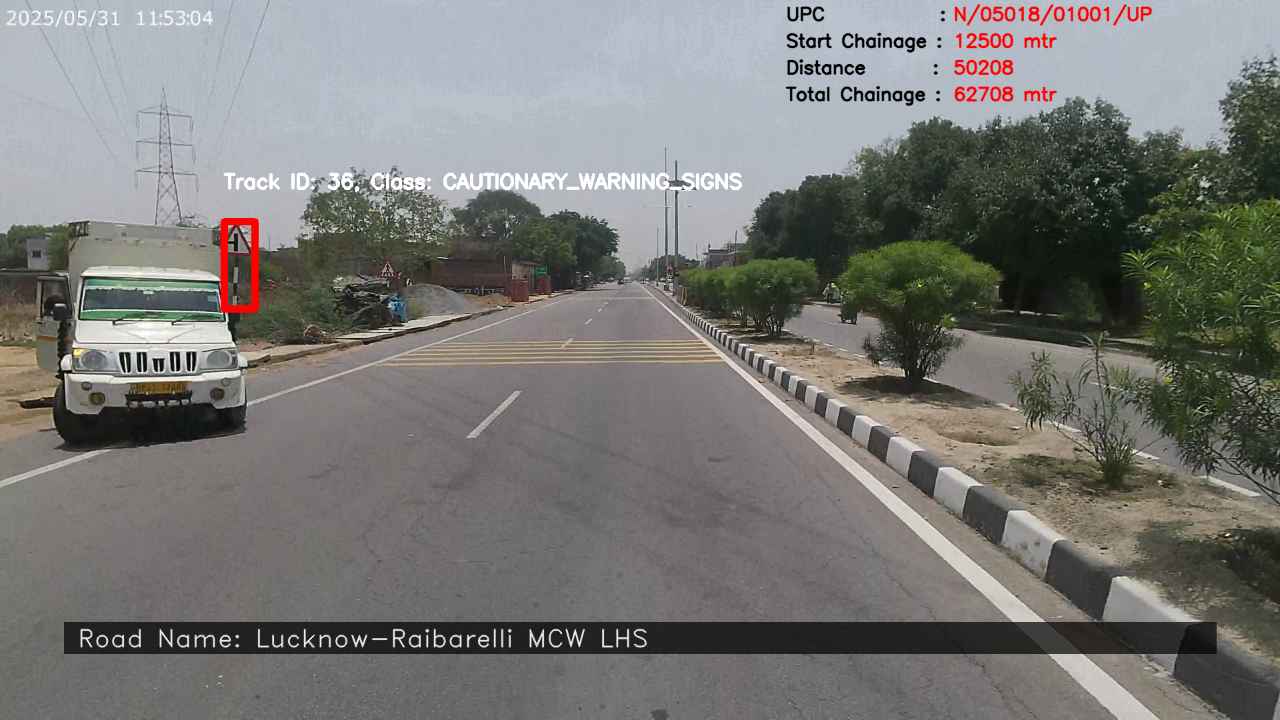 2025/05/31 11:53:04
UPC : N/05018/01001/UP
Start Chainage : 12500 mtr
Distance : 50208
Total Chainage : 62708 mtr
Track ID: 36, Class: CAUTIONARY_WARNING_SIGNS
Road Name: Lucknow-Raibarelli MCW LHS